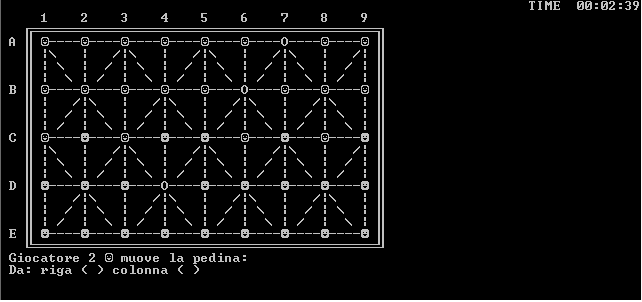 TIME 00:02:39
1 2 3 4 5 6 7 8 9
A
B
C
D
E
Giocatore 2 ☺ muove la pedina:
Da: riga ( ) colonna ( )